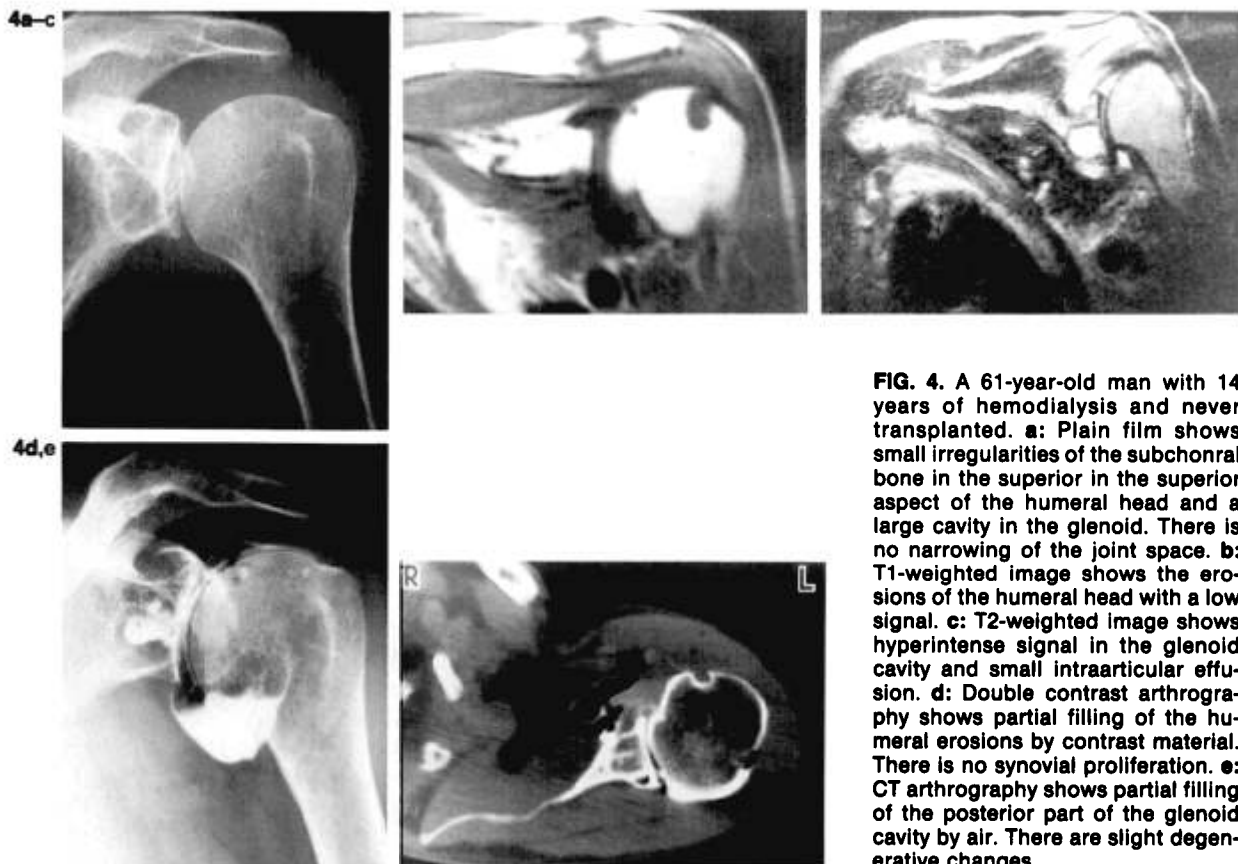 4a–c
4d,e
R
L
FIG. 4. A 61-year-old man with 14
years of hemodialysis and never
transplanted. a: Plain film shows
small irregularities of the subchonral
bone in the superior in the superior
aspect of the humeral head and a
large cavity in the glenoid. There is
no narrowing of the joint space. b:
T1-weighted image shows the ero-
sions of the humeral head with a low
signal. c: T2-weighted image shows
hyperintense signal in the glenoid
cavity and small intraarticular effu-
sion. d: Double contrast arthrogra-
phy shows partial filling of the hu-
meral erosions by contrast material.
There is no synovial proliferation. e:
CT arthrography shows partial filling
of the posterior part of the glenoid
cavity by air. There are slight degen-
erative changes.